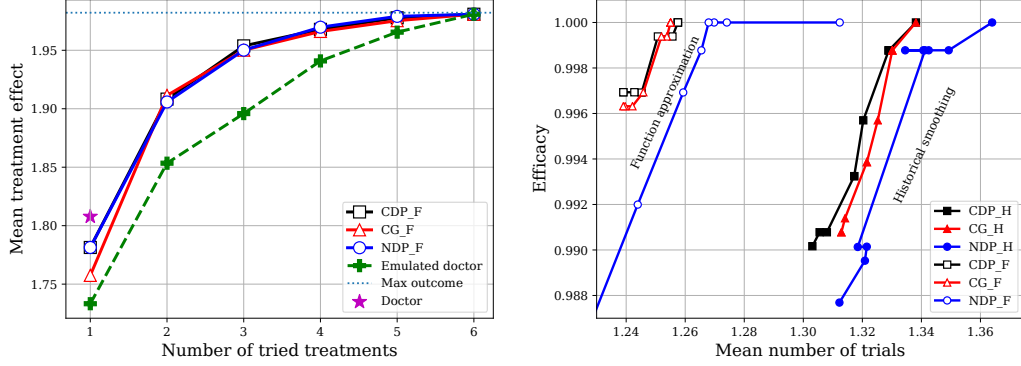 Mean treatment effect
1.95
1.90
1.85
1.80
1.75
1
2
3
4
5
6
Number of tried treatments
CDP_F
CG_F
NDP_F
Emulated doctor
Max outcome
Doctor
Efficacy
1.000
0.998
0.996
0.994
0.992
0.990
0.988
1.24
1.26
1.28
1.30
1.32
1.34
1.36
Mean number of trials
Function approximation
Historical smoothing
CDP_H
CG_H
NDP_H
CDP_F
CG_F
NDP_F